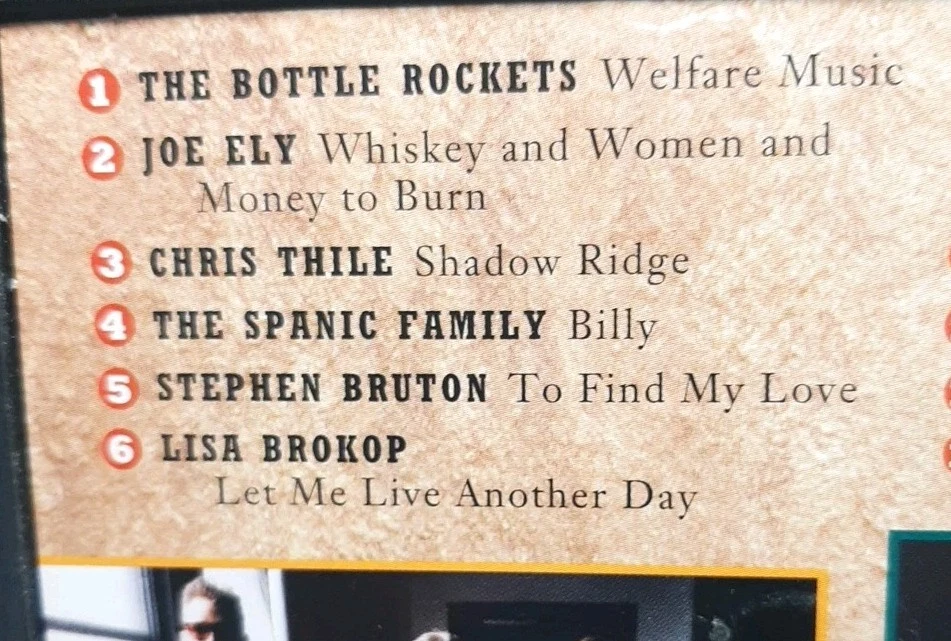 1 THE BOTTLE ROCKETS Welfare Music
2 JOE ELY Whiskey and Women and
Money to Burn
3 CHRIS THILE Shadow Ridge
4 THE SPANIC FAMILY Billy
5 STEPHEN BRUTON To Find My Love
6 LISA BROKOP
Let Me Live Another Day